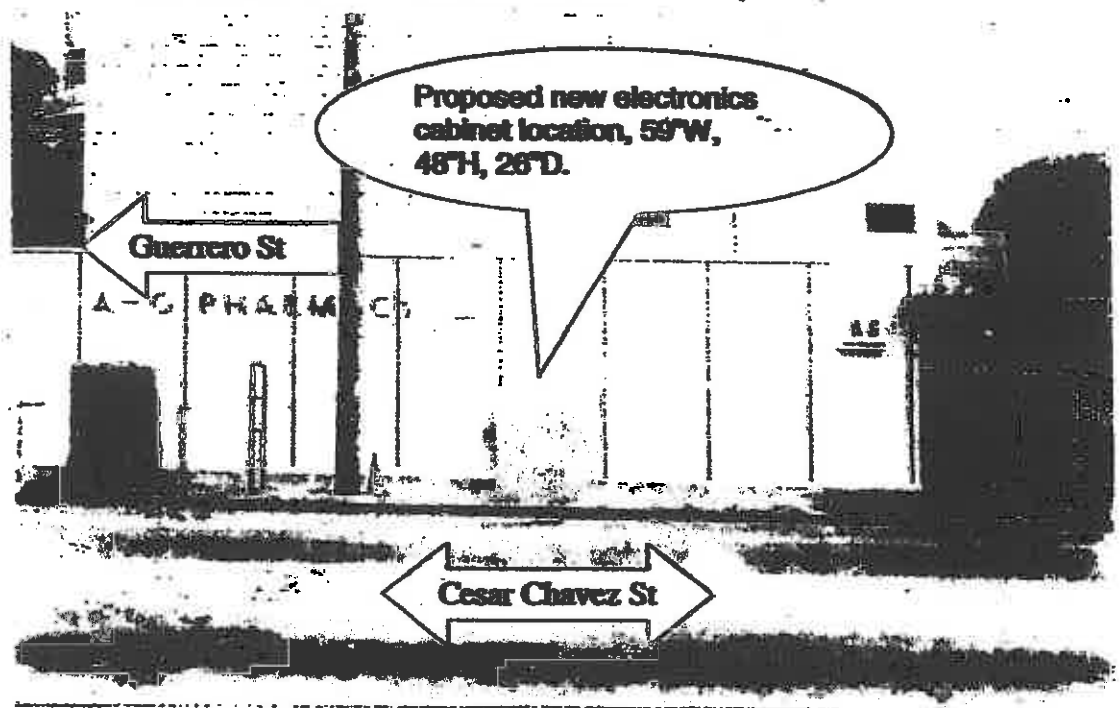 Proposed new electronics
cabinet location, 59"W,
48"H, 26"D.
Guerrero St
Cesar Chavez St